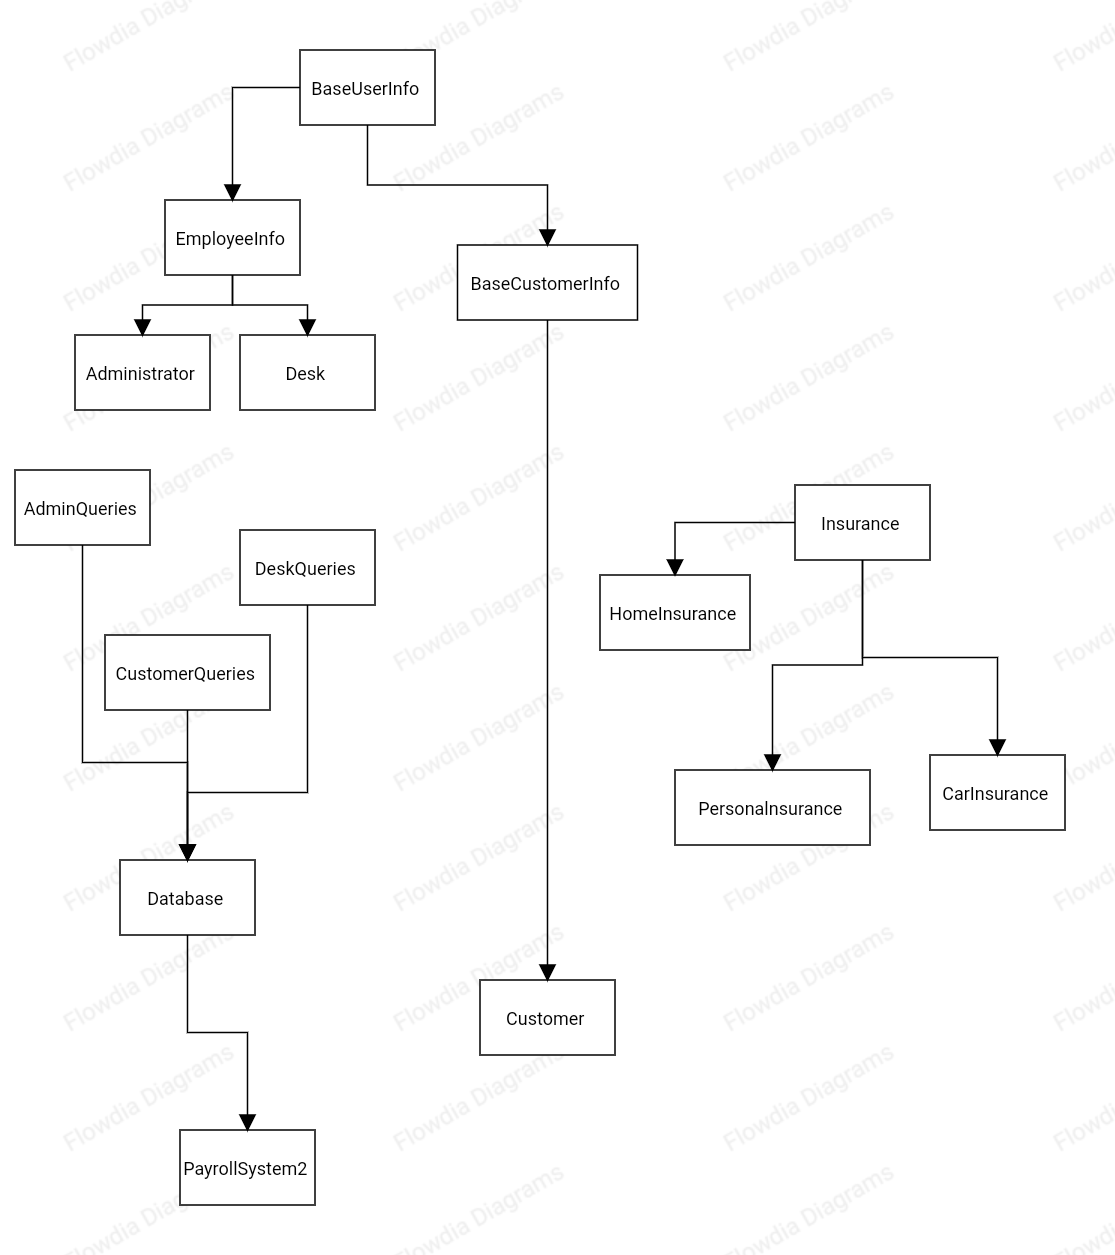 BaseUserInfo
EmployeeInfo
BaseCustomerInfo
Administrator
Desk
AdminQueries
Insurance
DeskQueries
HomeInsurance
CustomerQueries
PersonalInsurance
CarInsurance
Database
Customer
PayrollSystem2
Flowdia Diagrams